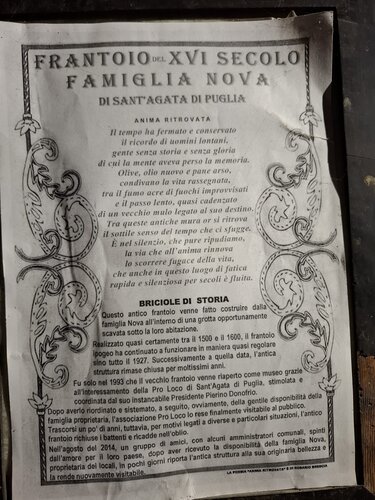 FRANTOIO DEL XVI SECOLO
FAMIGLIA NOVA
DI SANT'AGATA DI PUGLIA
ANIMA RITROVATA
Il tempo ha fermato e conservato
il ricordo di uomini lontani,
gente senza storia e senza gloria
di cui la mente aveva perso la memoria.
Olive, olio nuovo e pane arso,
condivano la vita rassegnata,
tra il fumo acre di fuochi improvvisati
e il passo lento, quasi cadenzato
di un vecchio mulo legato al suo destino.
Tra queste antiche mura or si ritrova
il sottile senso del tempo che ci sfugge.
È nel silenzio, che pure ripudiamo,
la via che all'anima rinnova
lo scorrere fugace della vita,
che anche in questo luogo di fatica
rapida e silenziosa per secoli è fluita.
BRICIOLE DI STORIA
Questo antico frantoio venne fatto costruire dalla
famiglia Nova all'interno di una grotta opportunamente
scavata sotto la loro abitazione.
Realizzato quasi certamente tra il 1500 e il 1600, il frantoio
ipogeo ha continuato a funzionare in maniera quasi regolare
sino tutto il 1927. Successivamente a quella data, l'antica
struttura rimase chiusa per moltissimi anni.
Fu solo nel 1993 che il vecchio frantoio venne riaperto come museo grazie
all'interessamento della Pro Loco di Sant'Agata di Puglia, stimolata e
coordinata dal suo instancabile Presidente Pierino Donofrio.
Dopo averlo riordinato e sistemato, a seguito, ovviamente, della gentile disponibilità della
famiglia proprietaria, l'associazione Pro Loco lo rese finalmente visitabile al pubblico.
Trascorsi un po' di anni, tuttavia, per motivi legati a diverse e particolari situazioni, l'antico
frantoio richiuse i battenti e ricadde nell'oblio.
Nell'agosto del 2014, un gruppo di amici, con alcuni amministratori comunali, spinti
dall'amore per il loro paese, dopo aver ricevuto la disponibilità della famiglia Nova,
proprietaria dei locali, in pochi giorni riporta l'antica struttura alla sua originaria bellezza e
la rende nuovamente visitabile.
LA POESIA "ANIMA RITROVATA" È DI ROMANO BRESCIA